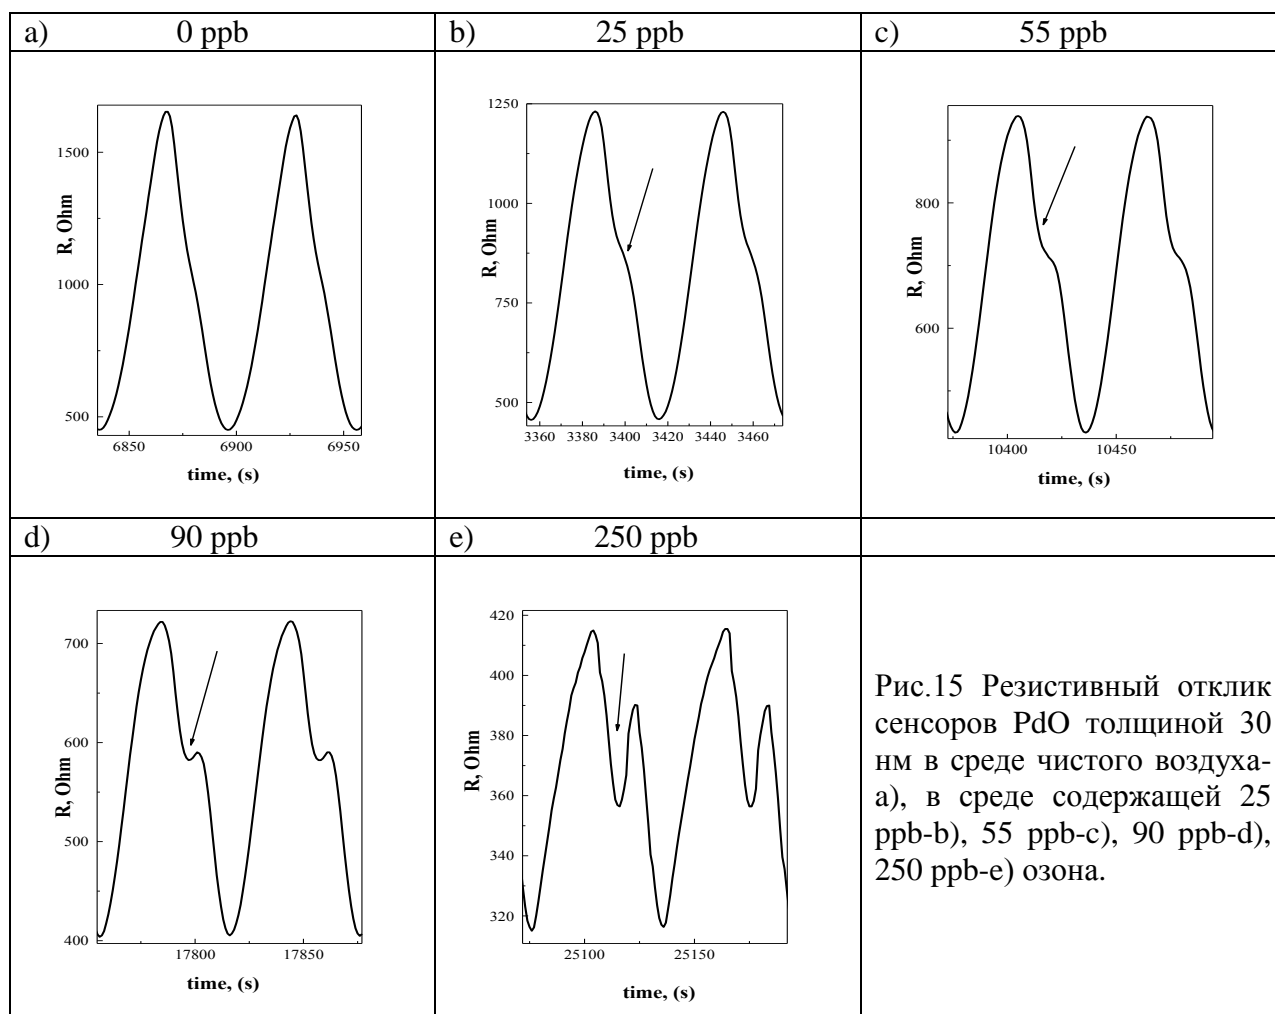 a) 0 ppb
b) 25 ppb
c) 55 ppb
1500
1000
500
R, Ohm
6850 6900 6950
time, (s)
1250
1000
750
500
R, Ohm
3360 3380 3400 3420 3440 3460
time, (s)
800
600
R, Ohm
10400 10450
time, (s)
d) 90 ppb
e) 250 ppb
700
600
500
400
R, Ohm
17800 17850
time, (s)
420
400
380
360
340
320
R, Ohm
25100 25150
time, (s)
Рис.15 Резистивный отклик
сенсоров PdO толщиной 30
нм в среде чистого воздуха-
a), в среде содержащей 25
ppb-b), 55 ppb-c), 90 ppb-d),
250 ppb-e) озона.